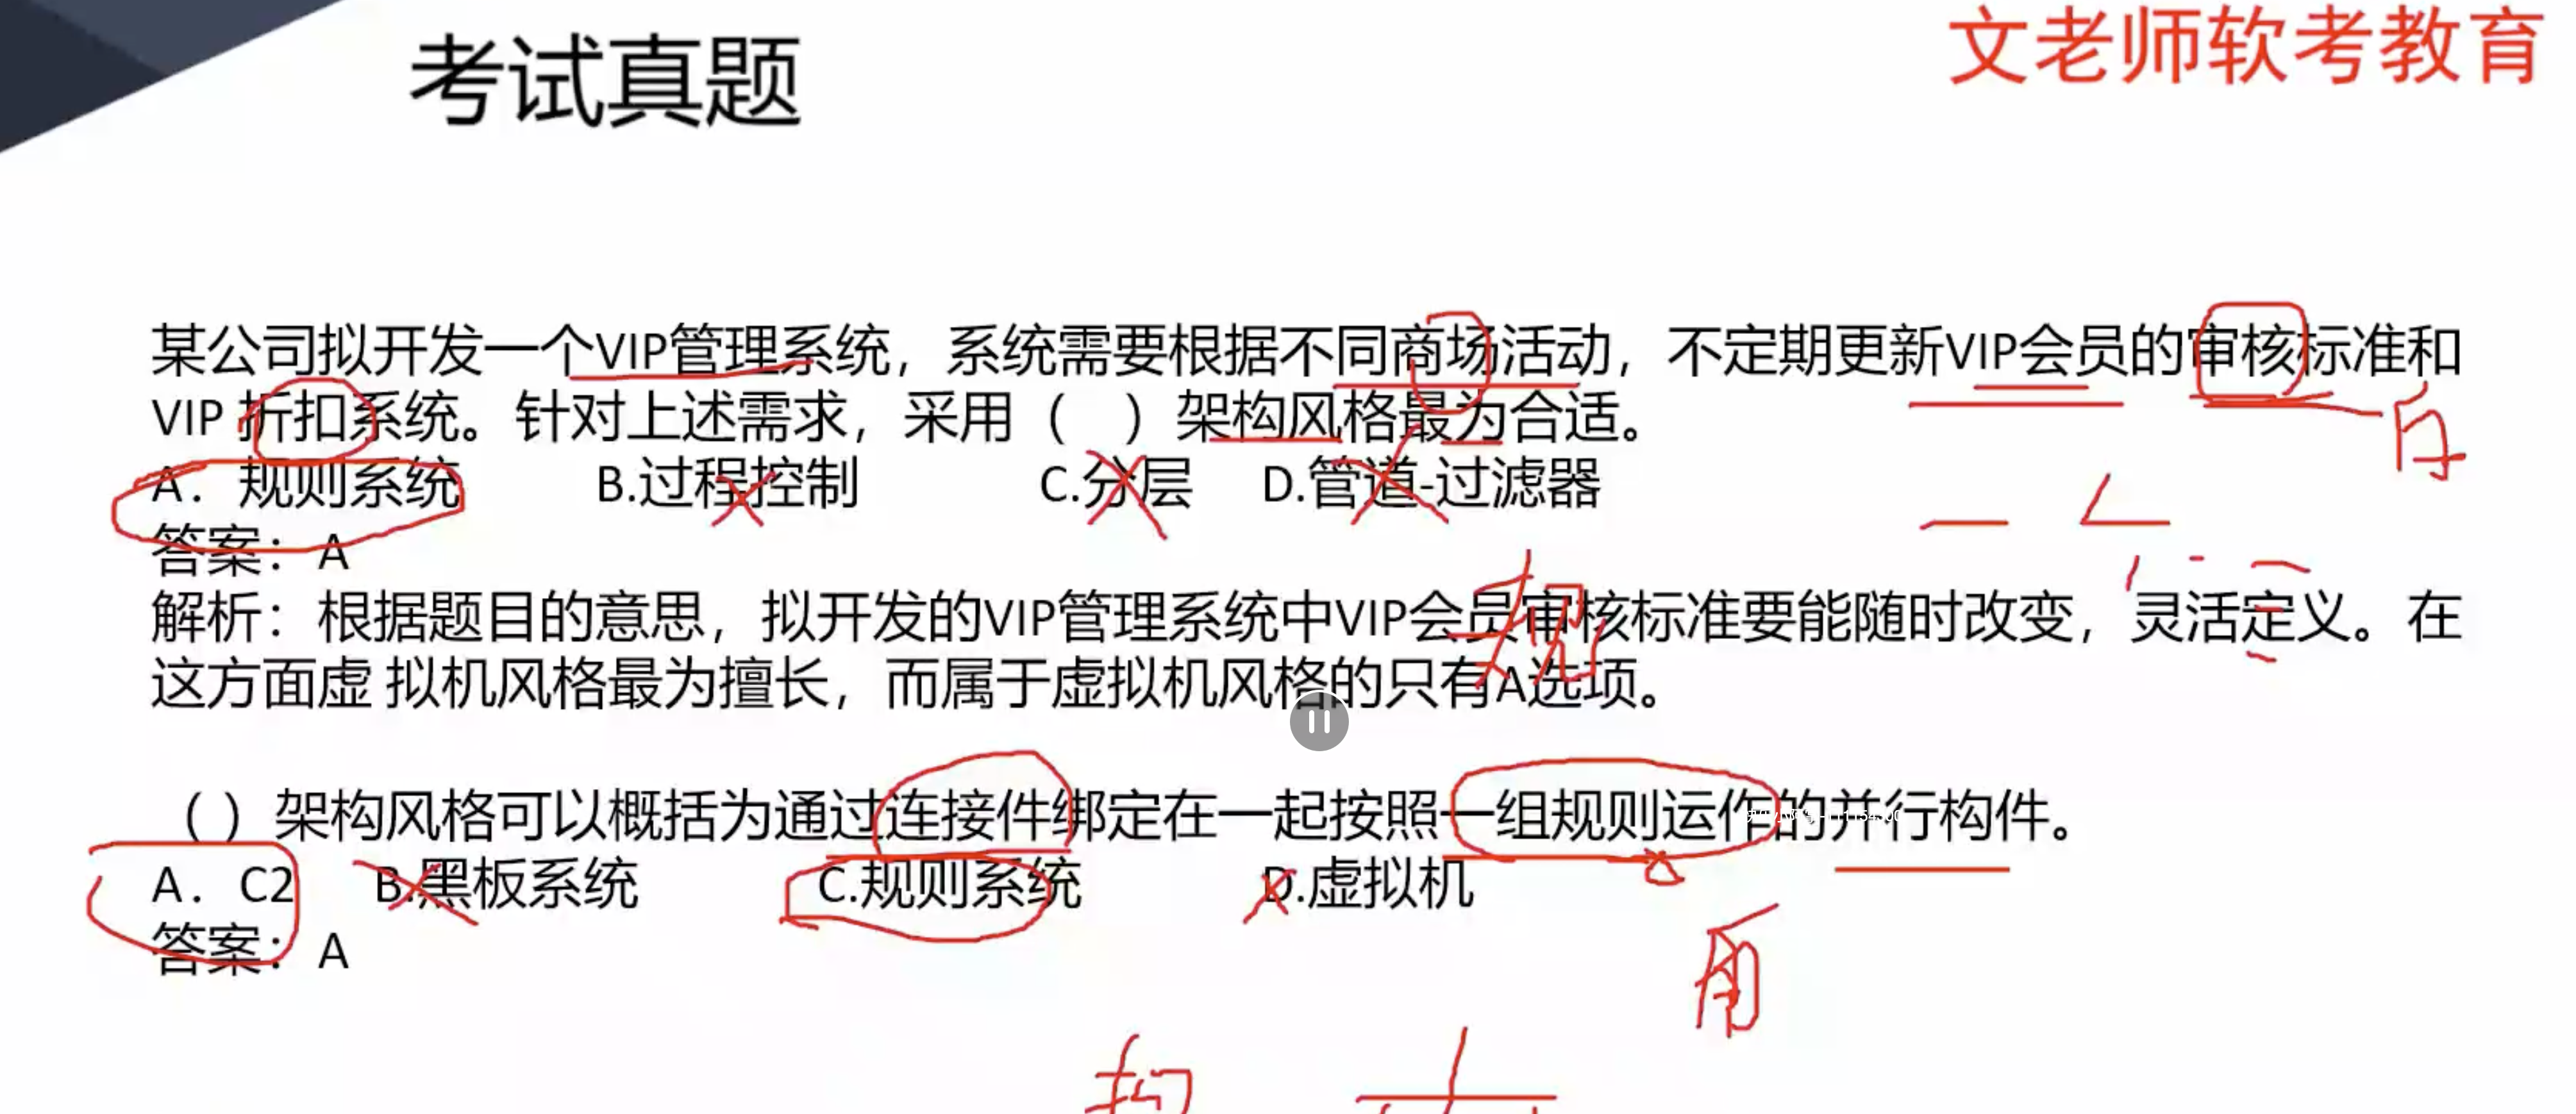 考试真题
文老师软考教育
某公司拟开发一个VIP管理系统，系统需要根据不同商场活动，不定期更新VIP会员的审核标准和
VIP 折扣系统。针对上述需求，采用（　）架构风格最为合适。
A．规则系统 B.过程控制 C.分层 D.管道-过滤器
答案：A
解析：根据题目的意思，拟开发的VIP管理系统中VIP会员审核标准要能随时改变，灵活定义。在
这方面虚 拟机风格最为擅长，而属于虚拟机风格的只有A选项。
（ ）架构风格可以概括为通过连接件绑定在一起按照一组规则运作的并行构件。
A．C2 B.黑板系统 C.规则系统 D.虚拟机
答案：A